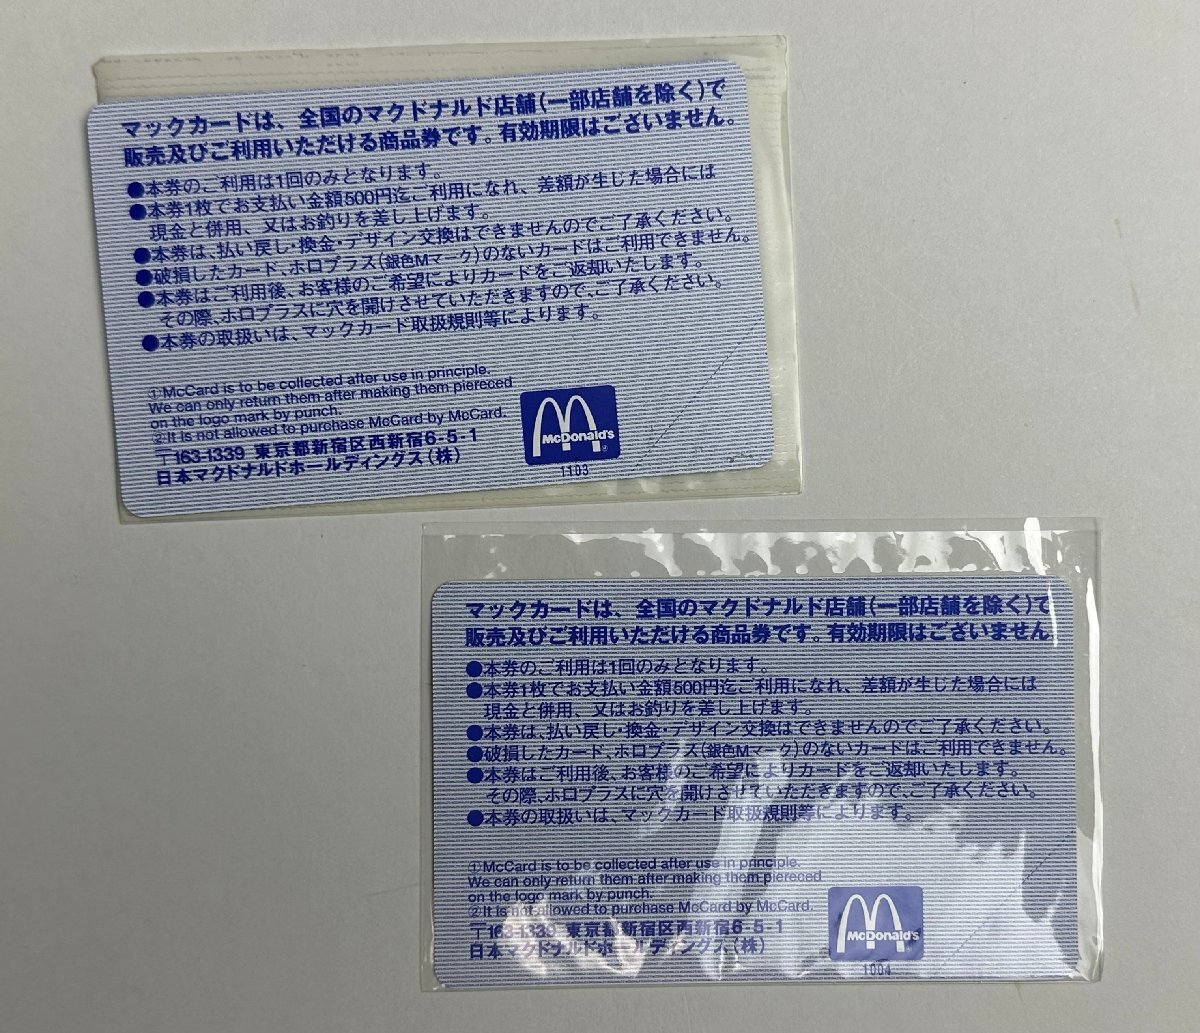 マックカードは、全国のマクドナルド店舗(一部店舗を除く)で
販売及びご利用いただける商品券です。有効期限はございません。
●本券のご利用は1回のみとなります。
●本券1枚でお支払い金額500円迄ご利用になれ、差額が生じた場合には
現金と併用、又はお釣りを差し上げます。
●本券は、払い戻し・換金・デザイン交換はできませんのでご了承ください。
●破損したカード、ホロプラス(銀色Mマーク)のないカードはご利用できません。
●本券はご利用後、お客様のご希望によりカードをご返却いたします。
その際、ホロプラスに穴を開けさせていただきますので、ご了承ください。
●本券の取扱いは、マックカード取扱規則等によります。
①McCard is to be collected after use in principle.
We can only return them after making them piereced
on the logo mark by punch.
②It is not allowed to purchase McCard by McCard.
〒163-1339 東京都新宿区西新宿6-5-1
日本マクドナルドホールディングス(株)
McDonald's
®
1103
マックカードは、全国のマクドナルド店舗(一部店舗を除く)で
販売及びご利用いただける商品券です。有効期限はございません。
●本券のご利用は1回のみとなります。
●本券1枚でお支払い金額500円迄ご利用になれ、差額が生じた場合には
現金と併用、又はお釣りを差し上げます。
●本券は、払い戻し・換金・デザイン交換はできませんのでご了承ください。
●破損したカード、ホロプラス(銀色Mマーク)のないカードはご利用できません。
●本券はご利用後、お客様のご希望によりカードをご返却いたします。
その際、ホロプラスに穴を開けさせていただきますので、ご了承ください。
●本券の取扱いは、マックカード取扱規則等によります。
①McCard is to be collected after use in principle.
We can only return them after making them piereced
on the logo mark by punch.
②It is not allowed to purchase McCard by McCard.
〒163-1339 東京都新宿区西新宿6-5-1
日本マクドナルドホールディングス(株)
McDonald's
®
1004